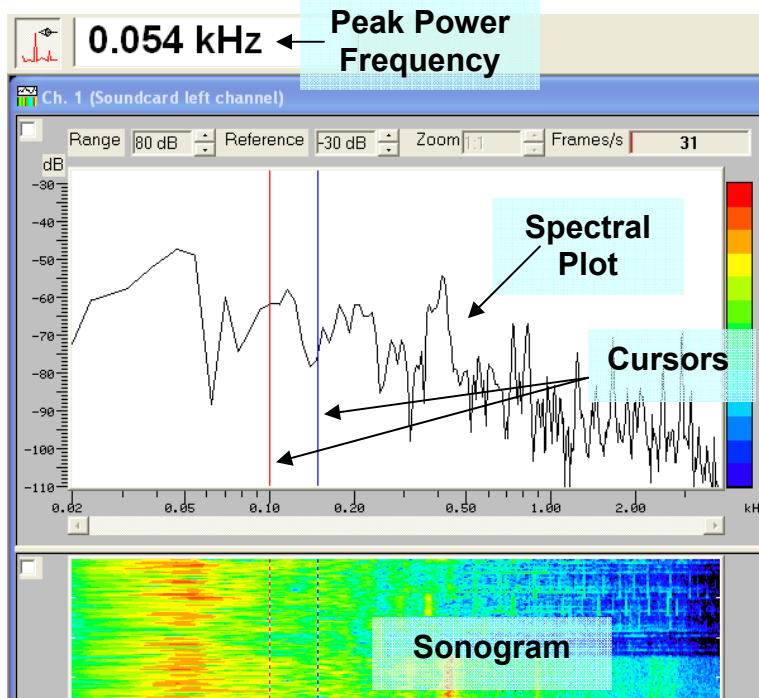 0.054 kHz
Peak Power
Frequency
Ch. 1 (Soundcard left channel)
Range 80 dB Reference -30 dB Zoom 1:1 Frames/s 31
dB
-30
-40
-50
-60
-70
-80
-90
-100
-110
Spectral
Plot
Cursors
0.02 0.05 0.10 0.20 0.50 1.00 2.00 kH
Sonogram